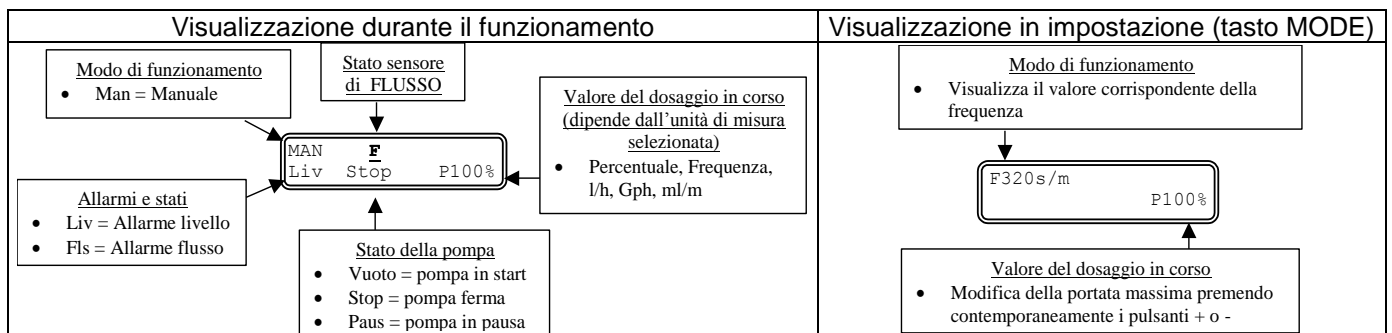 Visualizzazione durante il funzionamento
Modo di funzionamento
• Man = Manuale
Stato sensore
di FLUSSO
Valore del dosaggio in corso
(dipende dall'unità di misura
selezionata)
• Percentuale, Frequenza,
l/h, Gph, ml/m
MAN F
Liv Stop P100%
Allarmi e stati
• Liv = Allarme livello
• Fls = Allarme flusso
Stato della pompa
• Vuoto = pompa in start
• Stop = pompa ferma
• Paus = pompa in pausa
Visualizzazione in impostazione (tasto MODE)
Modo di funzionamento
• Visualizza il valore corrispondente della
frequenza
F320s/m
P100%
Valore del dosaggio in corso
• Modifica della portata massima premendo
contemporaneamente i pulsanti + o -